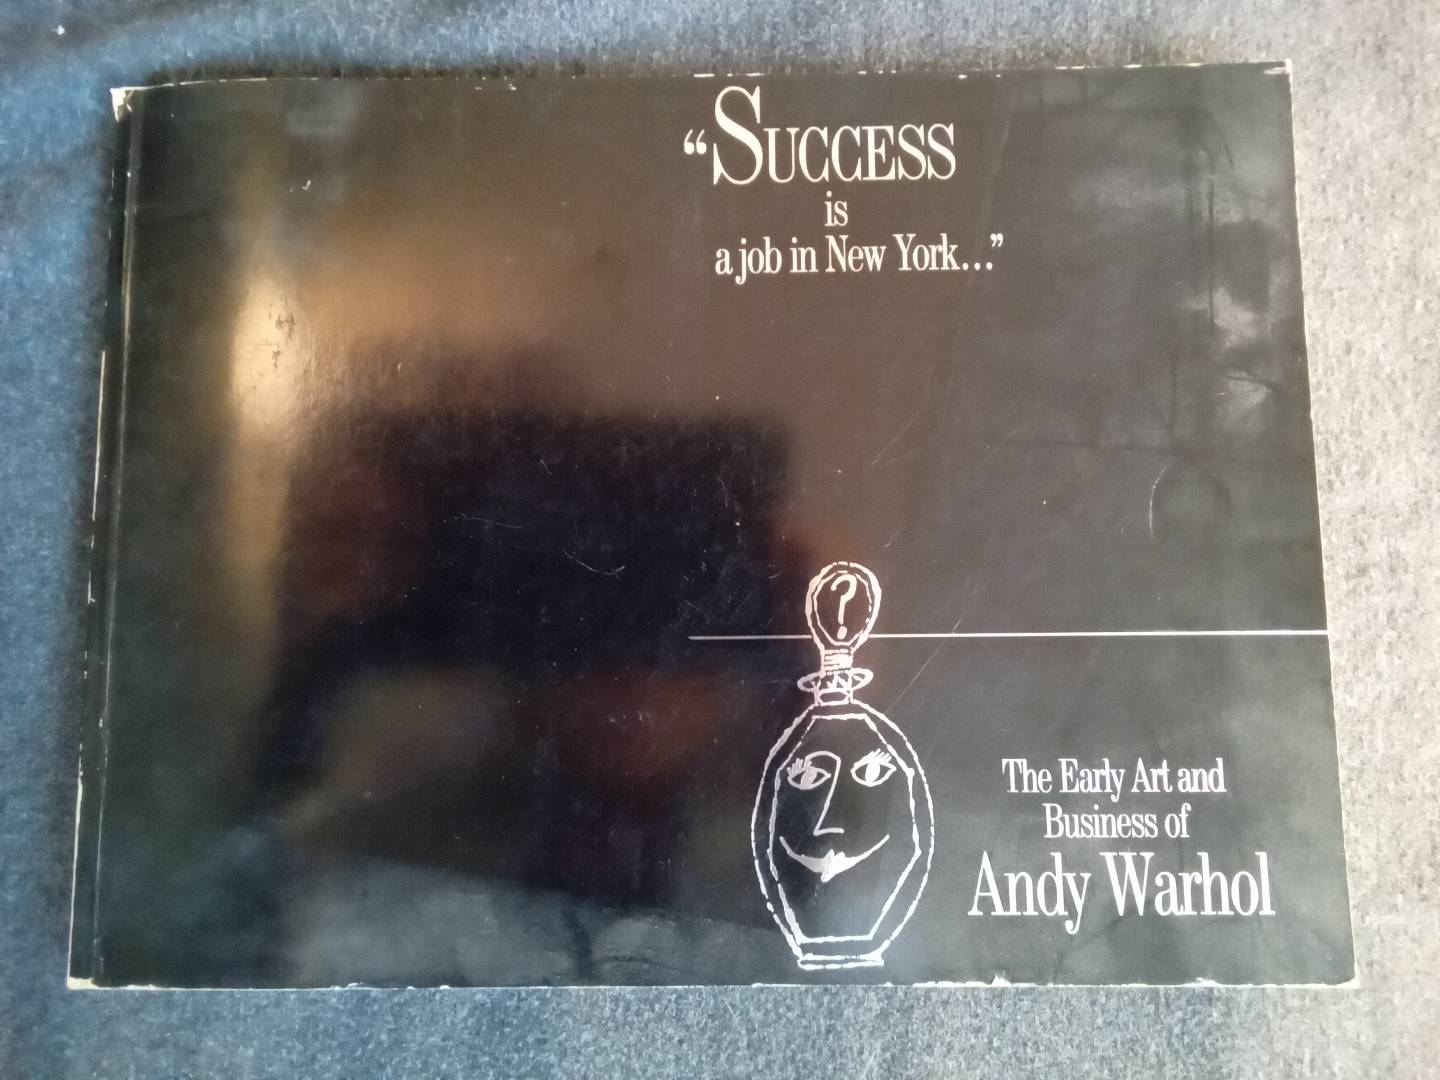 “Success
is
a job in New York...”
?
The Early Art and
Business of
Andy Warhol